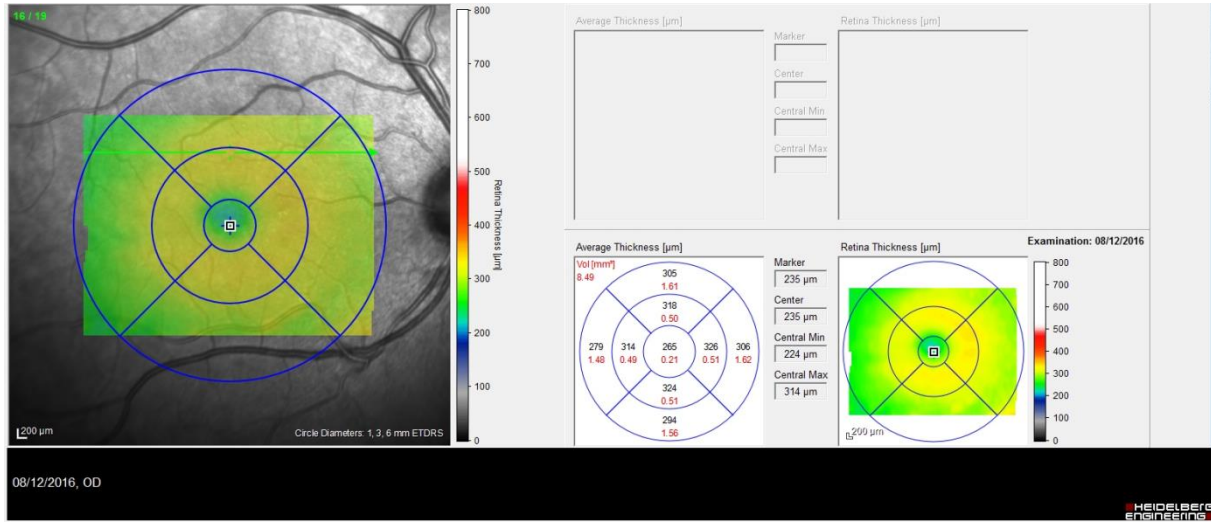 16 / 19
800
700
600
500
400
300
200
100
0
Retina Thickness [µm]
200 µm
Circle Diameters: 1, 3, 6 mm ETDRS
Average Thickness [µm]
Marker
Center
Central Min
Central Max
Retina Thickness [µm]
Average Thickness [µm]
Vol [mm³]
8.49
305
1.61
318
0.50
279 314 265 326 306
1.48 0.49 0.21 0.51 1.62
324
0.51
294
1.56
Marker
235 µm
Center
235 µm
Central Min
224 µm
Central Max
314 µm
Retina Thickness [µm]
Examination: 08/12/2016
200 µm
800
700
600
500
400
300
200
100
0
08/12/2016, OD
HEIDELBERG
ENGINEERING